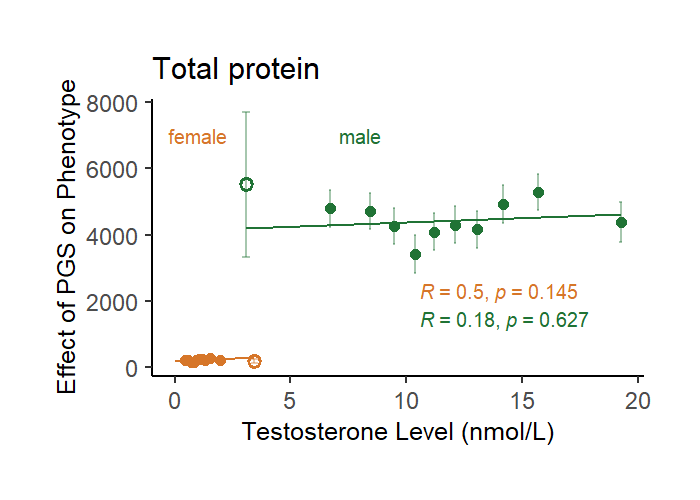 Total protein
Effect of PGS on Phenotype
8000
6000
4000
2000
0
female
male
R = 0.5, p = 0.145
R = 0.18, p = 0.627
0 5 10 15 20
Testosterone Level (nmol/L)